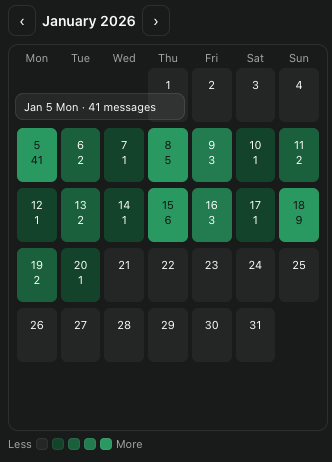 ‹ January 2026 ›
Mon Tue Wed Thu Fri Sat Sun
1 2 3 4
Jan 5 Mon · 41 messages
5 6 7 8 9 10 11
41 2 1 5 3 1 2
12 13 14 15 16 17 18
1 2 1 6 3 1 9
19 20 21 22 23 24 25
2 1
26 27 28 29 30 31
Less More